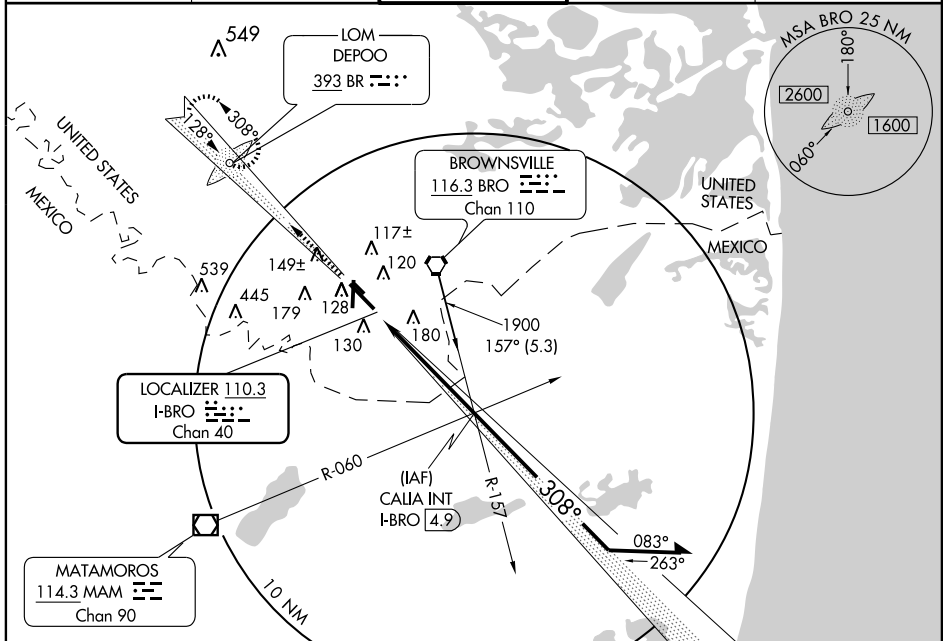 549
LOM
DEPOO
393 BR
MSA BRO 25 NM
180°
2600
1600
060°
308°
128°
UNITED STATES
MEXICO
BROWNSVILLE
116.3 BRO
Chan 110
UNITED
STATES
MEXICO
117±
120
149±
539
445
179
128
130
180
1900
157° (5.3)
LOCALIZER 110.3
I-BRO
Chan 40
R-060
(IAF)
CALIA INT
I-BRO 4.9
R-157
308°
083°
263°
MATAMOROS
114.3 MAM
Chan 90
10 NM